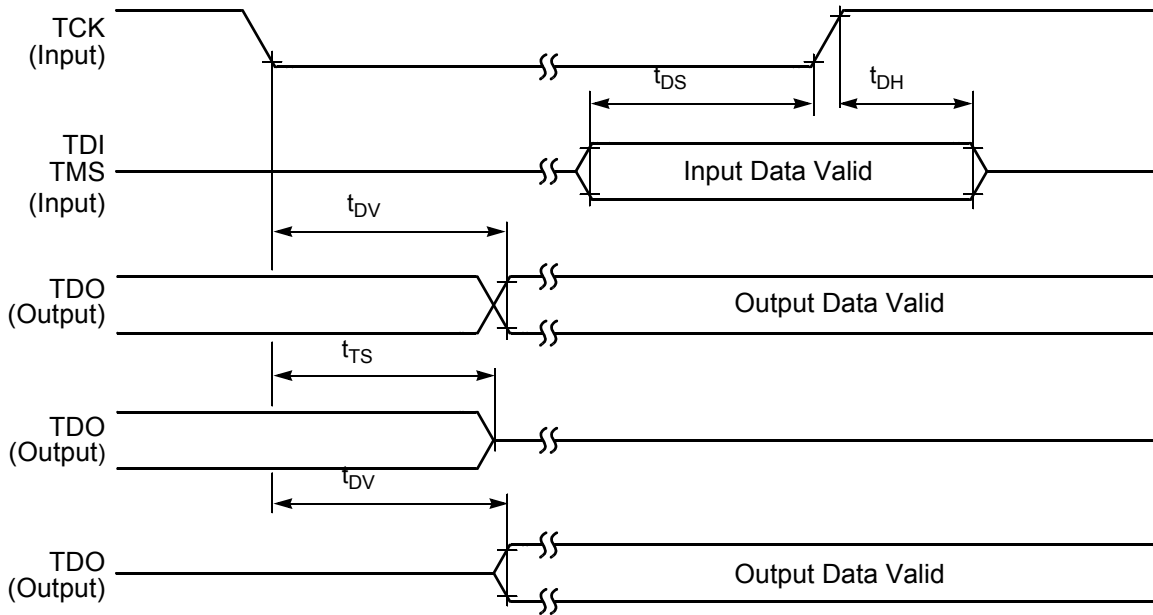 TCK
(Input)
tDS
tDH
TDI
TMS
(Input)
Input Data Valid
tDV
TDO
(Output)
Output Data Valid
tTS
TDO
(Output)
tDV
TDO
(Output)
Output Data Valid